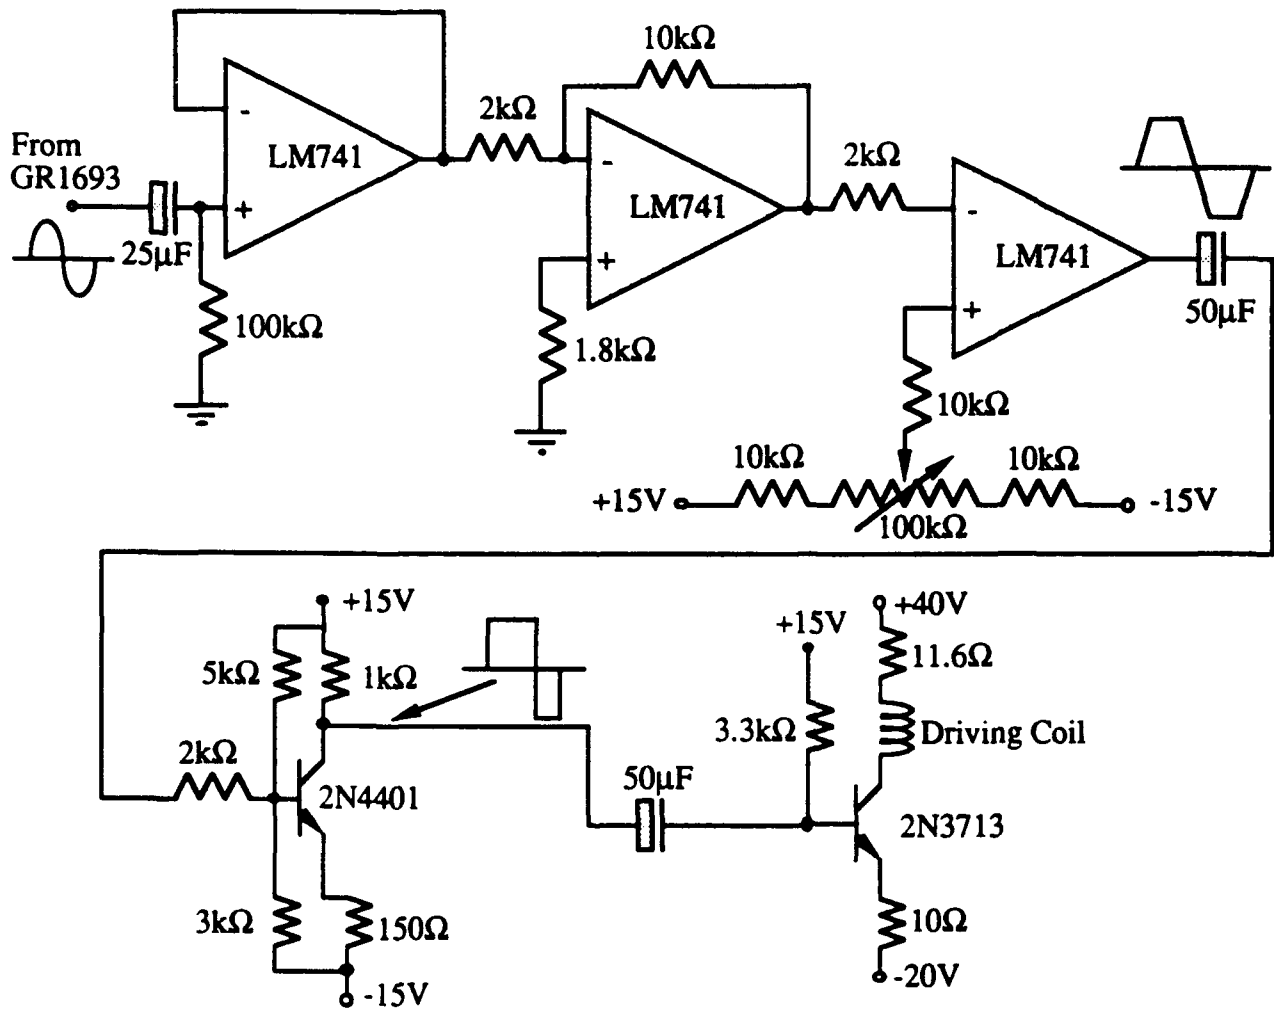 10kΩ
2kΩ
LM741
From
GR1693
2kΩ
-
-
-
LM741
+
25μF
+
LM741
100kΩ
1.8kΩ
+
50μF
10kΩ
10kΩ
10kΩ
+15V
-15V
100kΩ
+15V
+40V
+15V
5kΩ
1kΩ
11.6Ω
3.3kΩ
Driving Coil
2kΩ
50μF
2N4401
2N3713
3kΩ
150Ω
10Ω
-15V
-20V